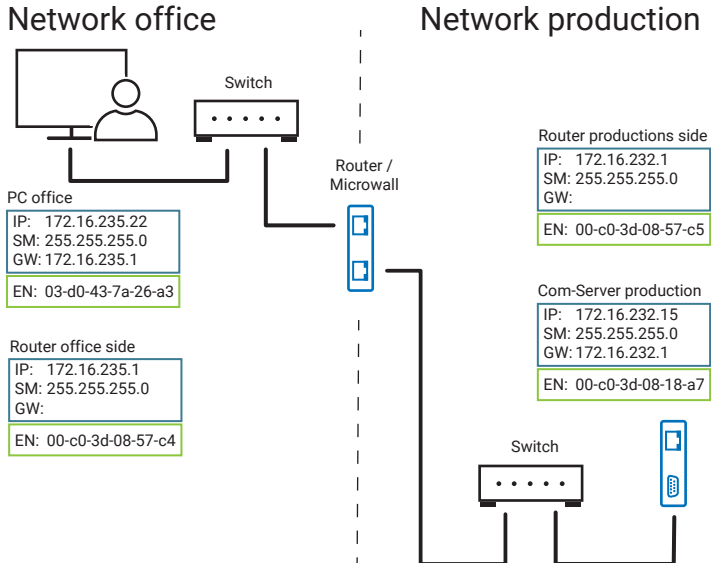 Network office
Network production
Switch
Router /
Microwall
PC office
IP: 172.16.235.22
SM: 255.255.255.0
GW: 172.16.235.1
EN: 03-d0-43-7a-26-a3
Router office side
IP: 172.16.235.1
SM: 255.255.255.0
GW:
EN: 00-c0-3d-08-57-c4
Router productions side
IP: 172.16.232.1
SM: 255.255.255.0
GW:
EN: 00-c0-3d-08-57-c5
Com-Server production
IP: 172.16.232.15
SM: 255.255.255.0
GW: 172.16.232.1
EN: 00-c0-3d-08-18-a7
Switch